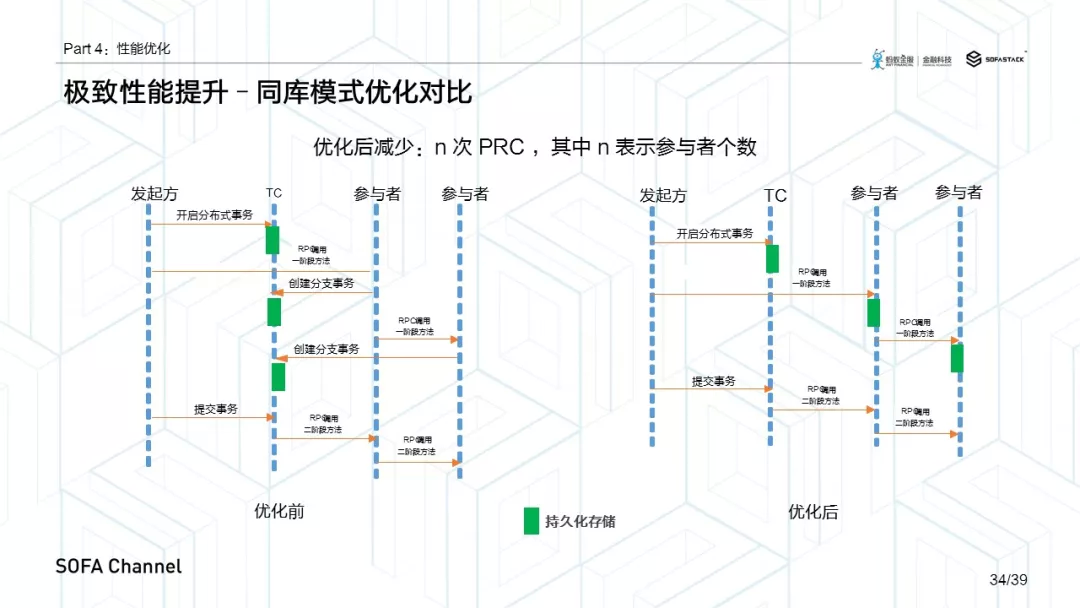 Part 4：性能优化
蚂蚁金服
ANT FINANCIAL
金融科技
SOFASTACK
极致性能提升 – 同库模式优化对比
优化后减少：n 次 PRC ，其中 n 表示参与者个数
发起方
TC
参与者
参与者
开启分布式事务
RPC调用
一阶段方法
创建分支事务
RPC调用
一阶段方法
创建分支事务
提交事务
RPC调用
二阶段方法
RPC调用
二阶段方法
优化前
发起方
TC
参与者
参与者
开启分布式事务
RPC调用
一阶段方法
RPC调用
一阶段方法
提交事务
RPC调用
二阶段方法
RPC调用
二阶段方法
优化后
持久化存储
SOFA Channel
34/39